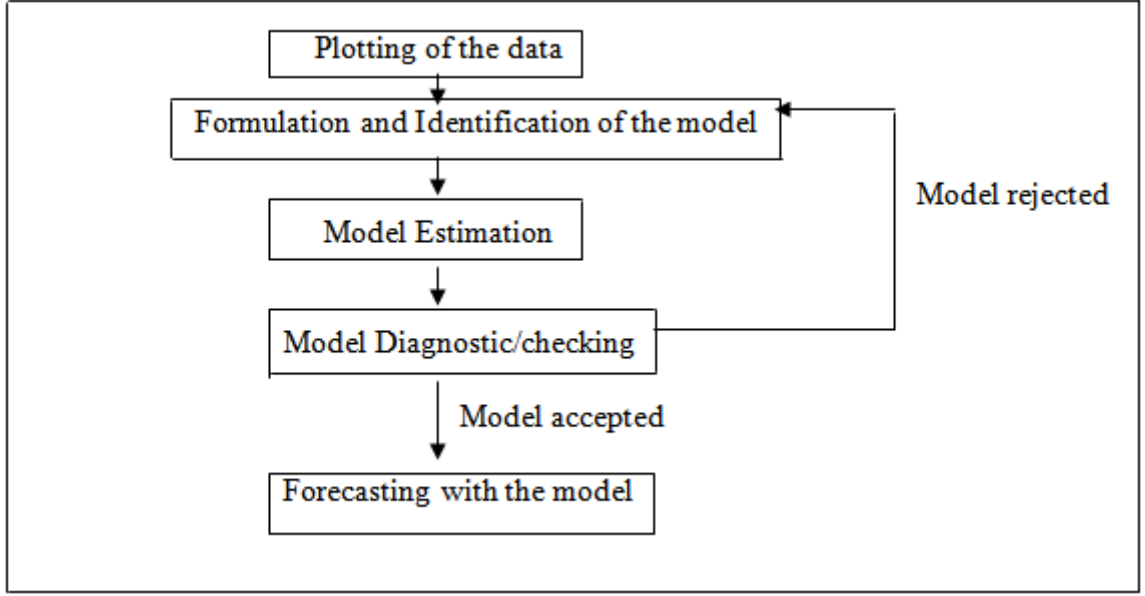 Plotting of the data
Formulation and Identification of the model
Model rejected
Model Estimation
Model Diagnostic/checking
Model accepted
Forecasting with the model